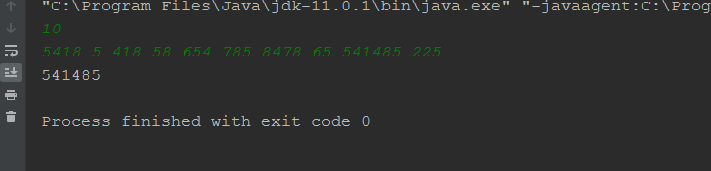 "C:\Program Files\Java\jdk-11.0.1\bin\java.exe" "-javaagent:C:\Prog
10
5418 5 418 58 654 785 8478 65 541485 225
541485
Process finished with exit code 0